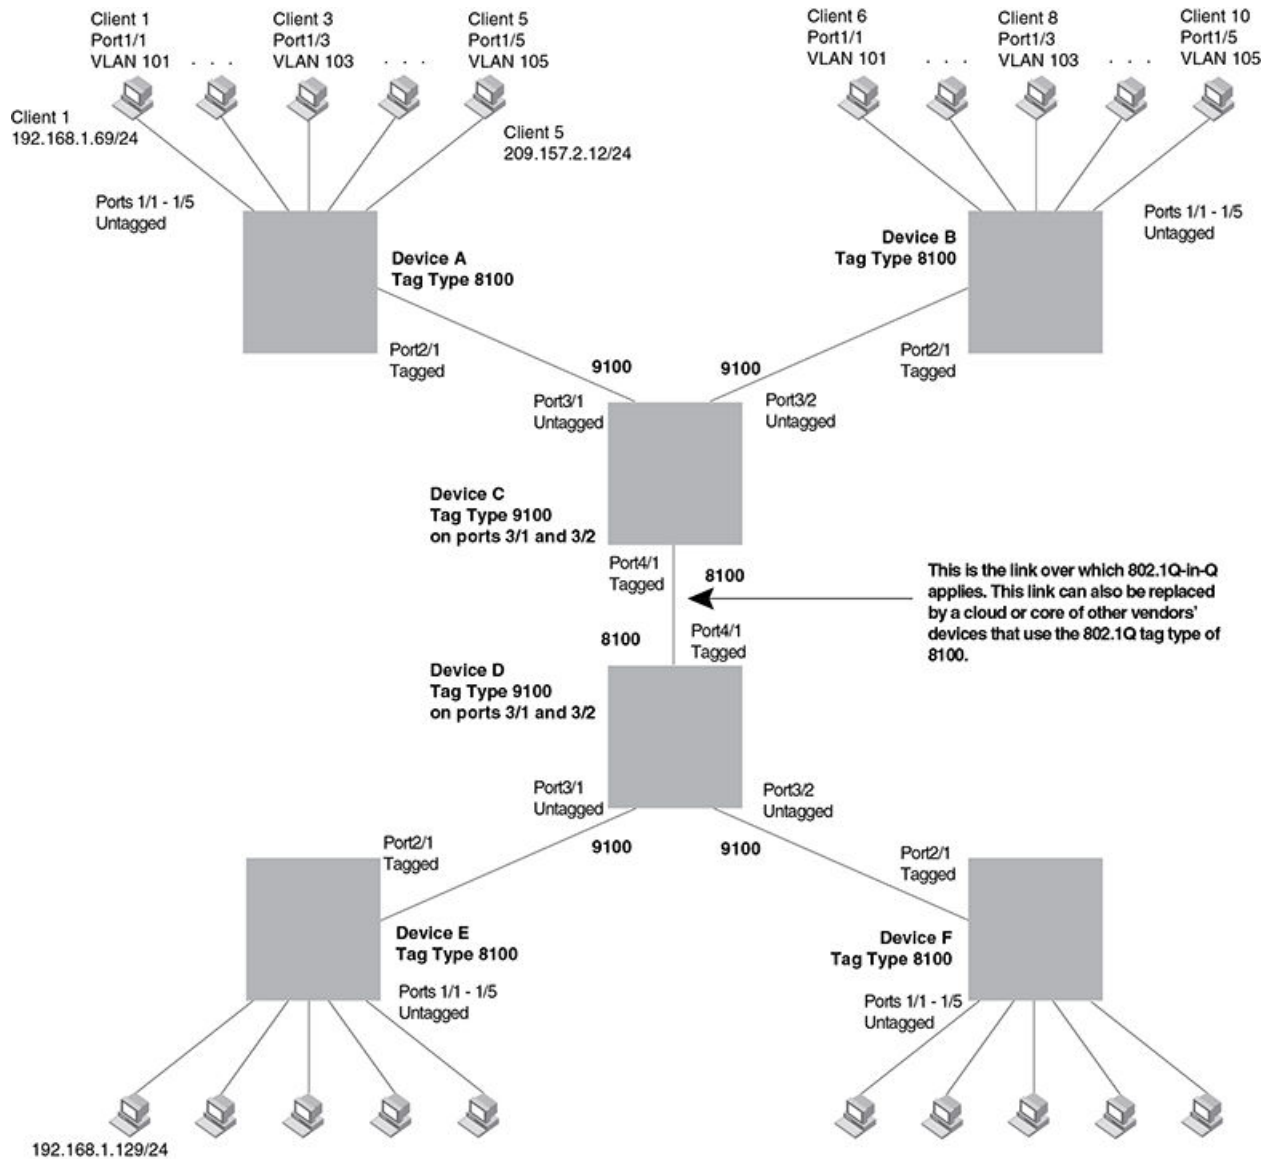 Client 1
Port1/1
VLAN 101
. . .
Client 3
Port1/3
VLAN 103
. . .
Client 5
Port1/5
VLAN 105
Client 6
Port1/1
VLAN 101
. . .
Client 8
Port1/3
VLAN 103
. . .
Client 10
Port1/5
VLAN 105
Client 1
192.168.1.69/24
Client 5
209.157.2.12/24
Ports 1/1 - 1/5
Untagged
Ports 1/1 - 1/5
Untagged
Device A
Tag Type 8100
Device B
Tag Type 8100
Port2/1
Tagged
Port2/1
Tagged
9100
9100
Port3/1
Untagged
Port3/2
Untagged
Device C
Tag Type 9100
on ports 3/1 and 3/2
Port4/1
Tagged
8100
This is the link over which 802.1Q-in-Q
applies. This link can also be replaced
by a cloud or core of other vendors'
devices that use the 802.1Q tag type of
8100.
8100
Port4/1
Tagged
Device D
Tag Type 9100
on ports 3/1 and 3/2
Port3/1
Untagged
Port3/2
Untagged
9100
9100
Port2/1
Tagged
Port2/1
Tagged
Device E
Tag Type 8100
Device F
Tag Type 8100
Ports 1/1 - 1/5
Untagged
Ports 1/1 - 1/5
Untagged
192.168.1.129/24